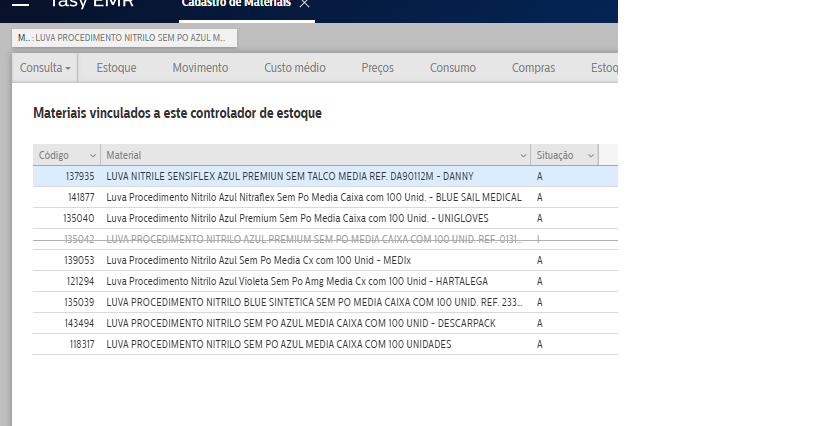 Tasy EMR Cadastro de Materiais
M... : LUVA PROCEDIMENTO NITRILO SEM PO AZUL M...
Consulta Estoque Movimento Custo médio Preços Consumo Compras Estoq
Materiais vinculados a este controlador de estoque
Código Material Situação
137935 LUVA NITRILE SENSIFLEX AZUL PREMIUN SEM TALCO MEDIA REF. DA90112M - DANNY A
141877 Luva Procedimento Nitrilo Azul Nitraflex Sem Po Media Caixa com 100 Unid. - BLUE SAIL MEDICAL A
135040 Luva Procedimento Nitrilo Azul Premium Sem Po Media Caixa com 100 Unid. - UNIGLOVES A
135042 LUVA PROCEDIMENTO NITRILO AZUL PREMIUM SEM PO MEDIA CAIXA COM 100 UNID. REF. 0131... I
139053 Luva Procedimento Nitrilo Azul Sem Po Media Cx com 100 Unid - MEDIx A
121294 Luva Procedimento Nitrilo Azul Violeta Sem Po Amg Media Cx com 100 Unid - HARTALEGA A
135039 LUVA PROCEDIMENTO NITRILO BLUE SINTETICA SEM PO MEDIA CAIXA COM 100 UNID. REF. 233... A
143494 LUVA PROCEDIMENTO NITRILO SEM PO AZUL MEDIA CAIXA COM 100 UNID - DESCARPACK A
118317 LUVA PROCEDIMENTO NITRILO SEM PO AZUL MEDIA CAIXA COM 100 UNIDADES A